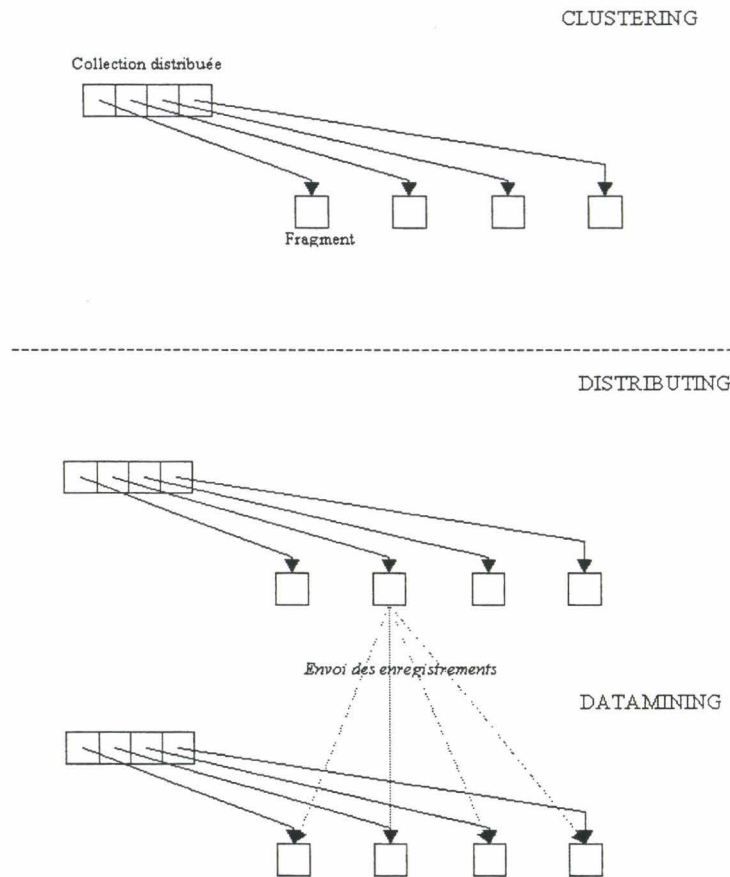 CLUSTERING
Collection distribuée
Fragment
DISTRIBUTING
Envoi des enregistrements
DATAMINING